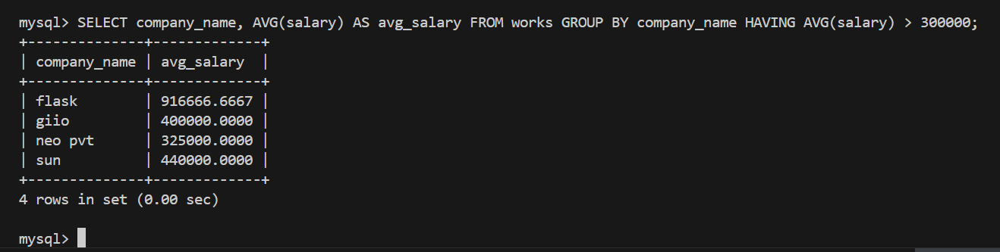 mysql> SELECT company_name, AVG(salary) AS avg_salary FROM works GROUP BY company_name HAVING AVG(salary) > 300000;
+--------------+-------------+
| company_name | avg_salary  |
+--------------+-------------+
| flask        | 916666.6667 |
| giio         | 400000.0000 |
| neo pvt      | 325000.0000 |
| sun          | 440000.0000 |
+--------------+-------------+
4 rows in set (0.00 sec)

mysql>